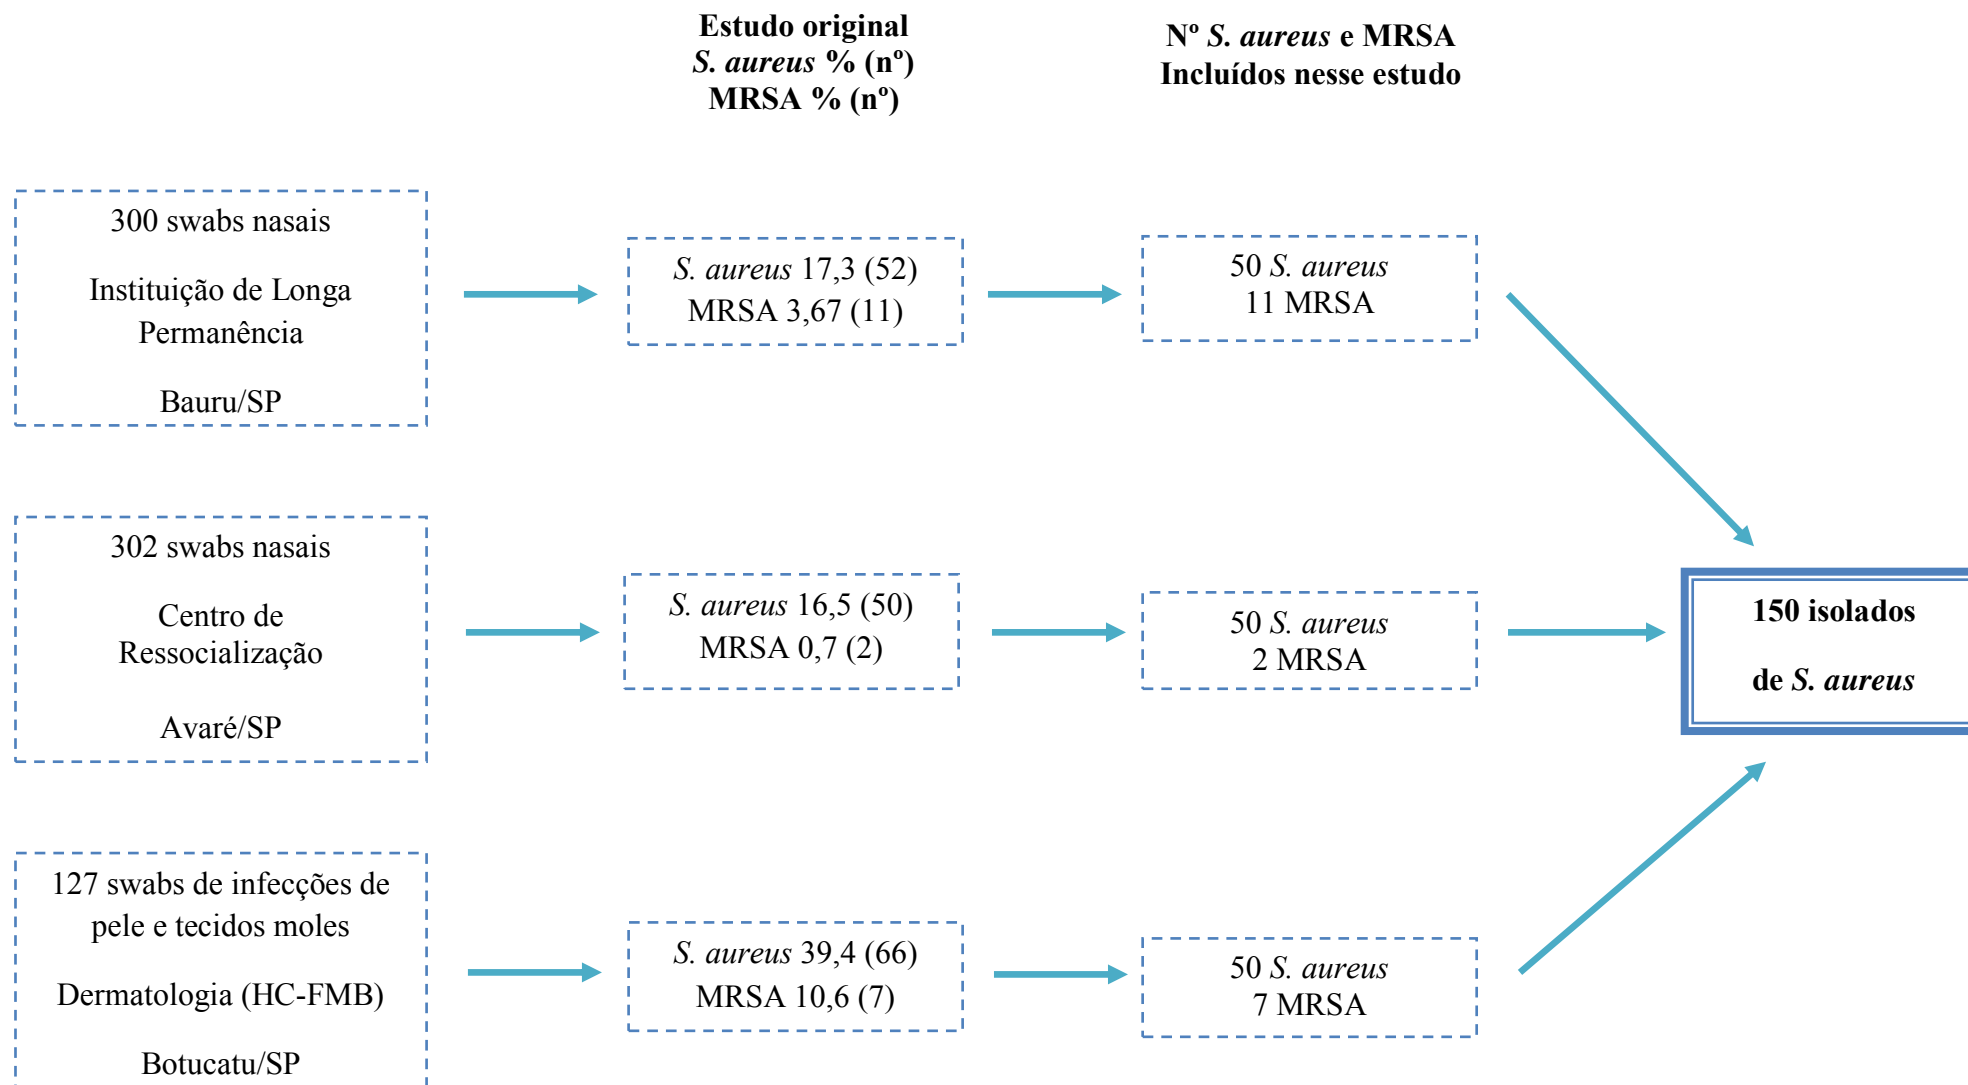 Estudo original
S. aureus % (nº)
MRSA % (nº)
Nº S. aureus e MRSA
Incluídos nesse estudo
300 swabs nasais
Instituição de Longa
Permanência
Bauru/SP
S. aureus 17,3 (52)
MRSA 3,67 (11)
50 S. aureus
11 MRSA
302 swabs nasais
Centro de
Ressocialização
Avaré/SP
S. aureus 16,5 (50)
MRSA 0,7 (2)
50 S. aureus
2 MRSA
150 isolados
de S. aureus
127 swabs de infecções de
pele e tecidos moles
Dermatologia (HC-FMB)
Botucatu/SP
S. aureus 39,4 (66)
MRSA 10,6 (7)
50 S. aureus
7 MRSA